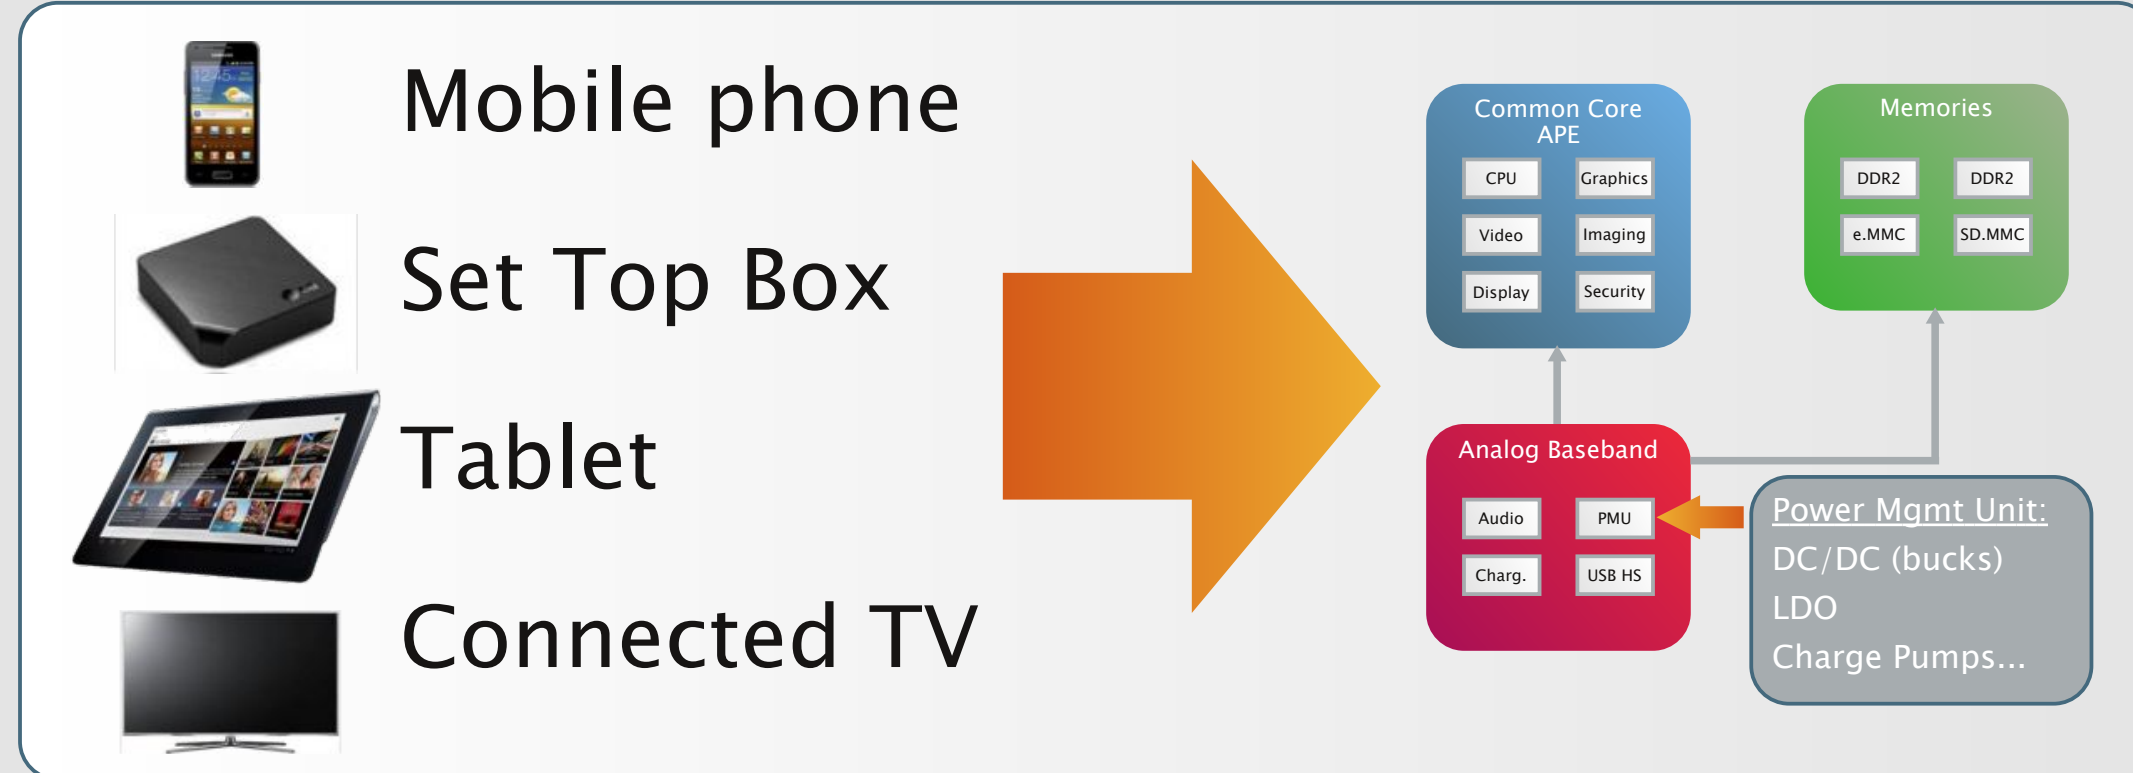 Mobile phone
Set Top Box
Tablet
Connected TV
Common Core
APE
CPU
Graphics
Video
Imaging
Display
Security
Memories
DDR2
DDR2
e.MMC
SD.MMC
Analog Baseband
Audio
PMU
Charg.
USB HS
Power Mgmt Unit:
DC/DC (bucks)
LDO
Charge Pumps...